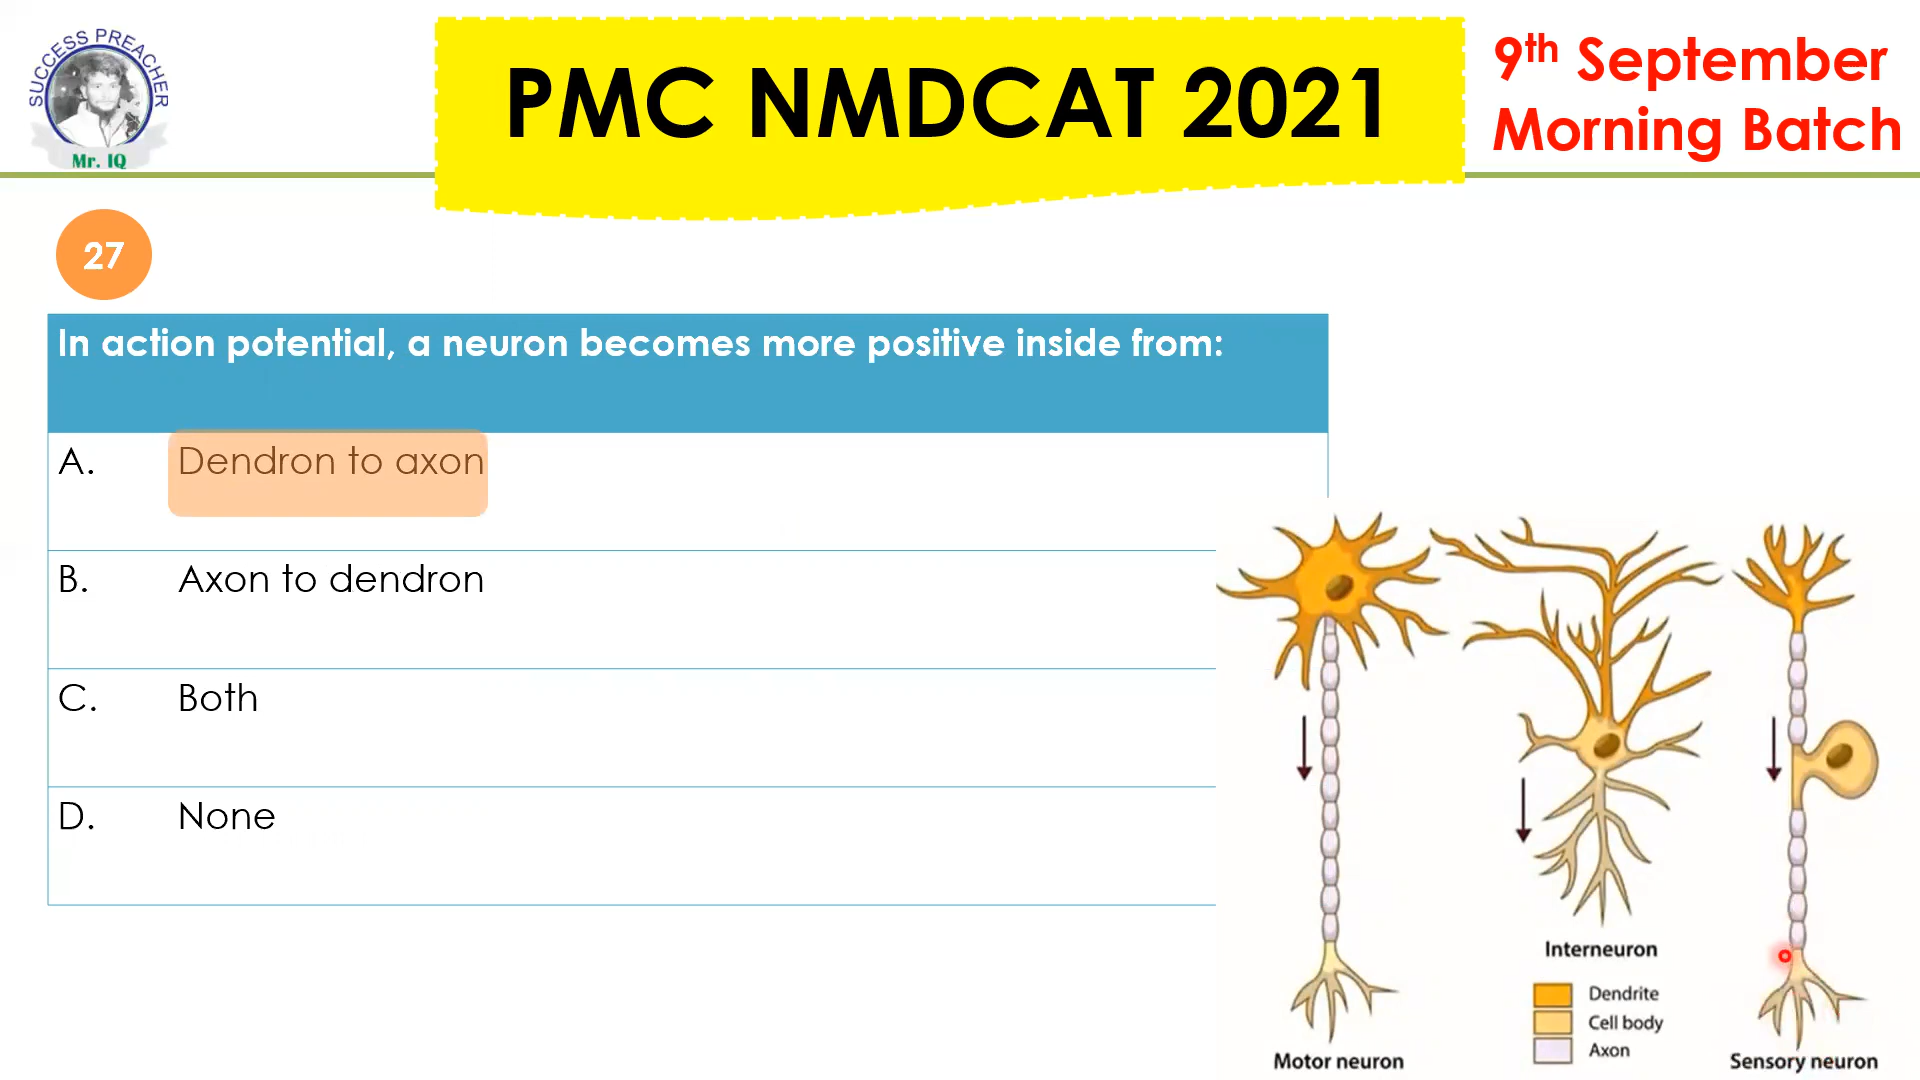 SUCCESS PREACHER
Mr. IQ
PMC NMDCAT 2021
9th September
Morning Batch
27
In action potential, a neuron becomes more positive inside from:
A. Dendron to axon
B. Axon to dendron
C. Both
D. None
Interneuron
Dendrite
Cell body
Axon
Motor neuron
Sensory neuron